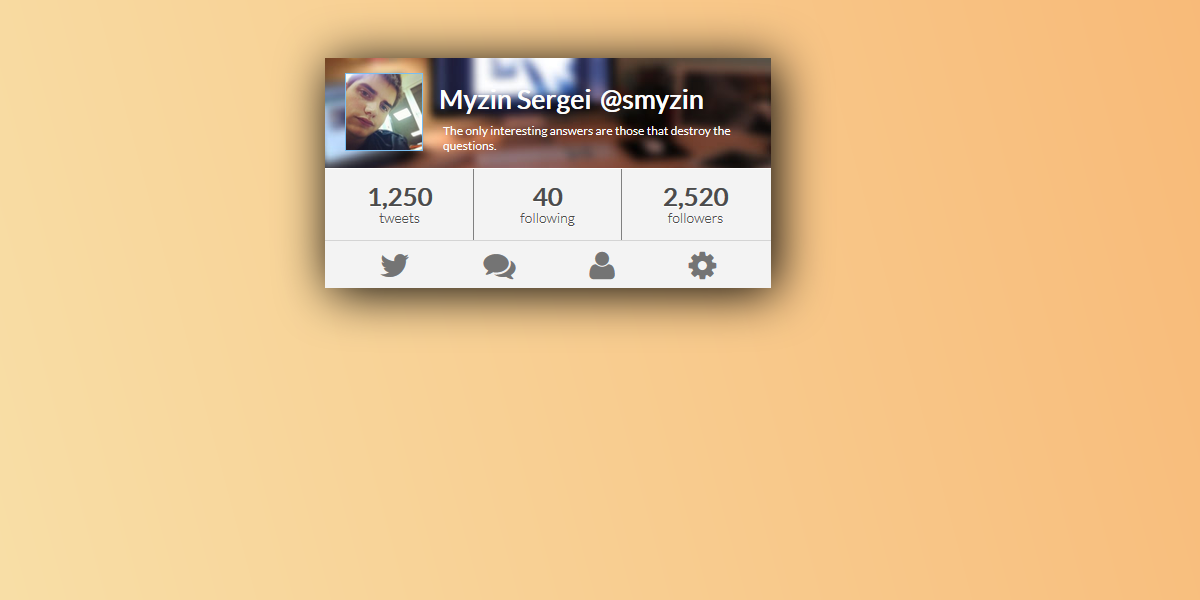 Myzin Sergei @smyzin
The only interesting answers are those that destroy the
questions.
1,250 40 2,520
tweets following followers